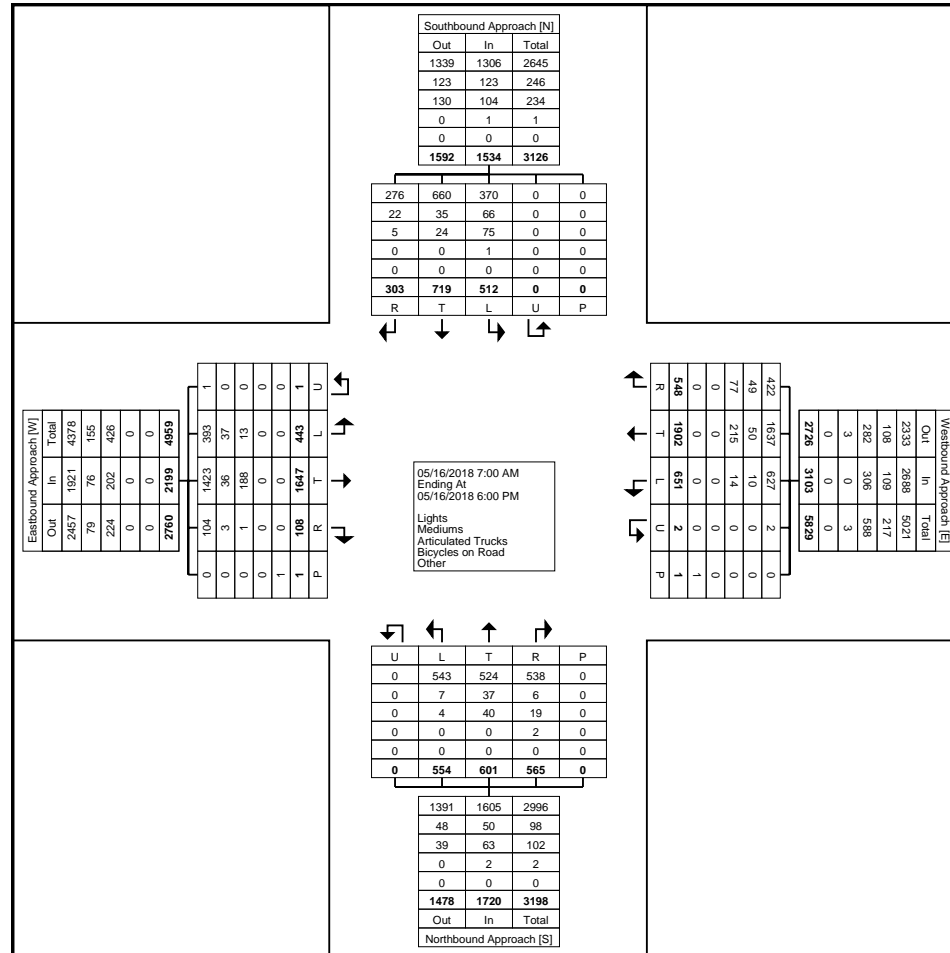 Southbound Approach [N]
Out In Total
1339 1306 2645
123 123 246
130 104 234
0 1 1
0 0 0
1592 1534 3126
276 660 370 0 0
22 35 66 0 0
5 24 75 0 0
0 0 1 0 0
0 0 0 0 0
303 719 512 0 0
R T L U P
Eastbound Approach [W]
Out In Total
2457 1921 4378
79 76 155
224 202 426
0 0 0
0 0 0
2760 2199 4959
1 393 1423 104 0
0 37 36 3 0
0 13 188 1 0
0 0 0 0 0
0 0 0 0 1
1 443 1647 108 1
U L T R P
05/16/2018 7:00 AM
Ending At
05/16/2018 6:00 PM
Lights
Mediums
Articulated Trucks
Bicycles on Road
Other
Westbound Approach [E]
Out In Total
2333 2688 5021
108 109 217
282 306 588
3 0 3
0 0 0
2726 3103 5829
422 1637 627 2 0
49 50 10 0 0
77 215 14 0 0
0 0 0 0 0
0 0 0 0 1
548 1902 651 2 1
R T L U P
U L T R P
0 543 524 538 0
0 7 37 6 0
0 4 40 19 0
0 0 0 2 0
0 0 0 0 0
0 554 601 565 0
1391 1605 2996
48 50 98
39 63 102
0 2 2
0 0 0
1478 1720 3198
Out In Total
Northbound Approach [S]